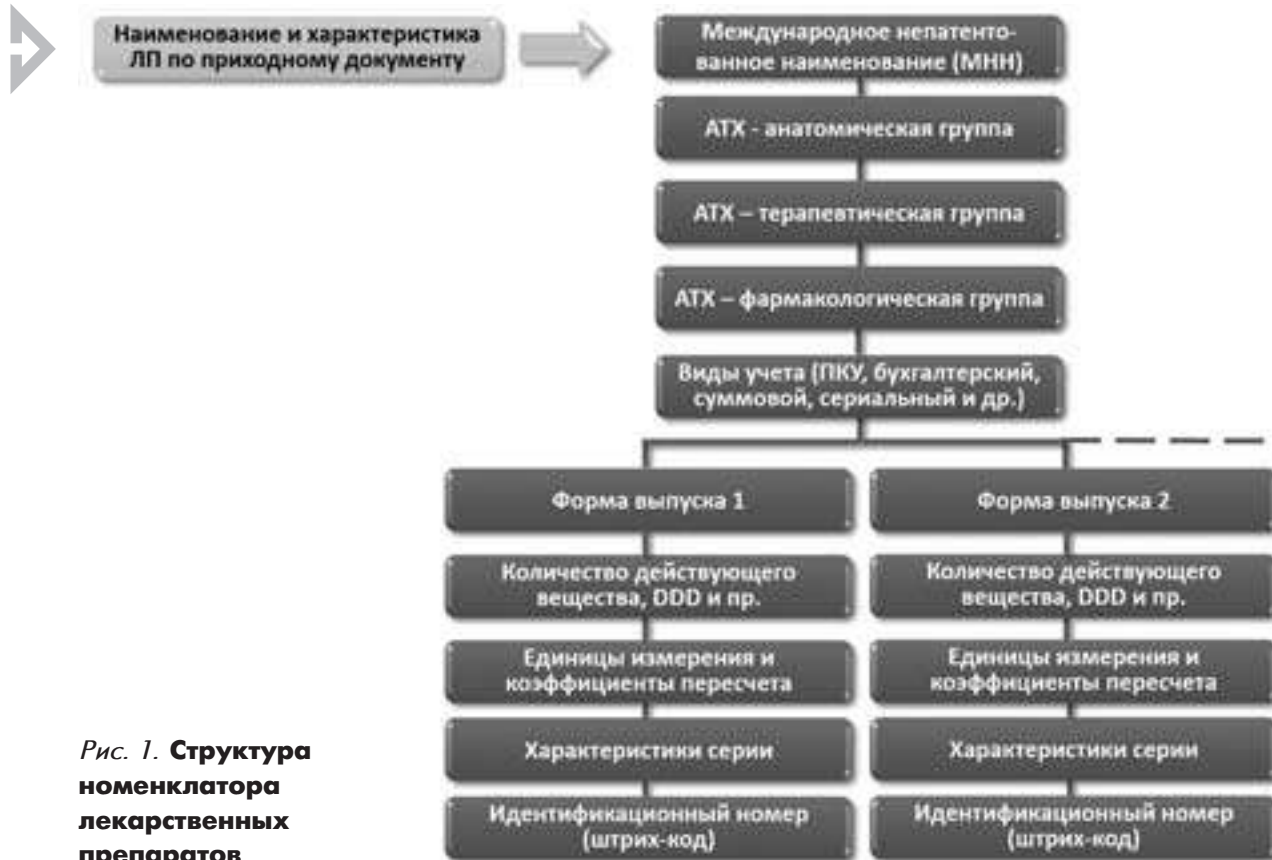 Наименование и характеристика
ЛП по приходному документу
Международное непатенто-
ванное наименование (МНН)
АТХ - анатомическая группа
АТХ – терапевтическая группа
АТХ – фармакологическая группа
Виды учета (ПКУ, бухгалтерский,
суммовой, сериальный и др.)
Форма выпуска 1
Форма выпуска 2
Количество действующего
вещества, DDD и пр.
Количество действующего
вещества, DDD и пр.
Единицы измерения и
коэффициенты пересчета
Единицы измерения и
коэффициенты пересчета
Характеристики серии
Характеристики серии
Идентификационный номер
(штрих-код)
Идентификационный номер
(штрих-код)
Рис. 1. Структура
номенклатора
лекарственных
препаратов